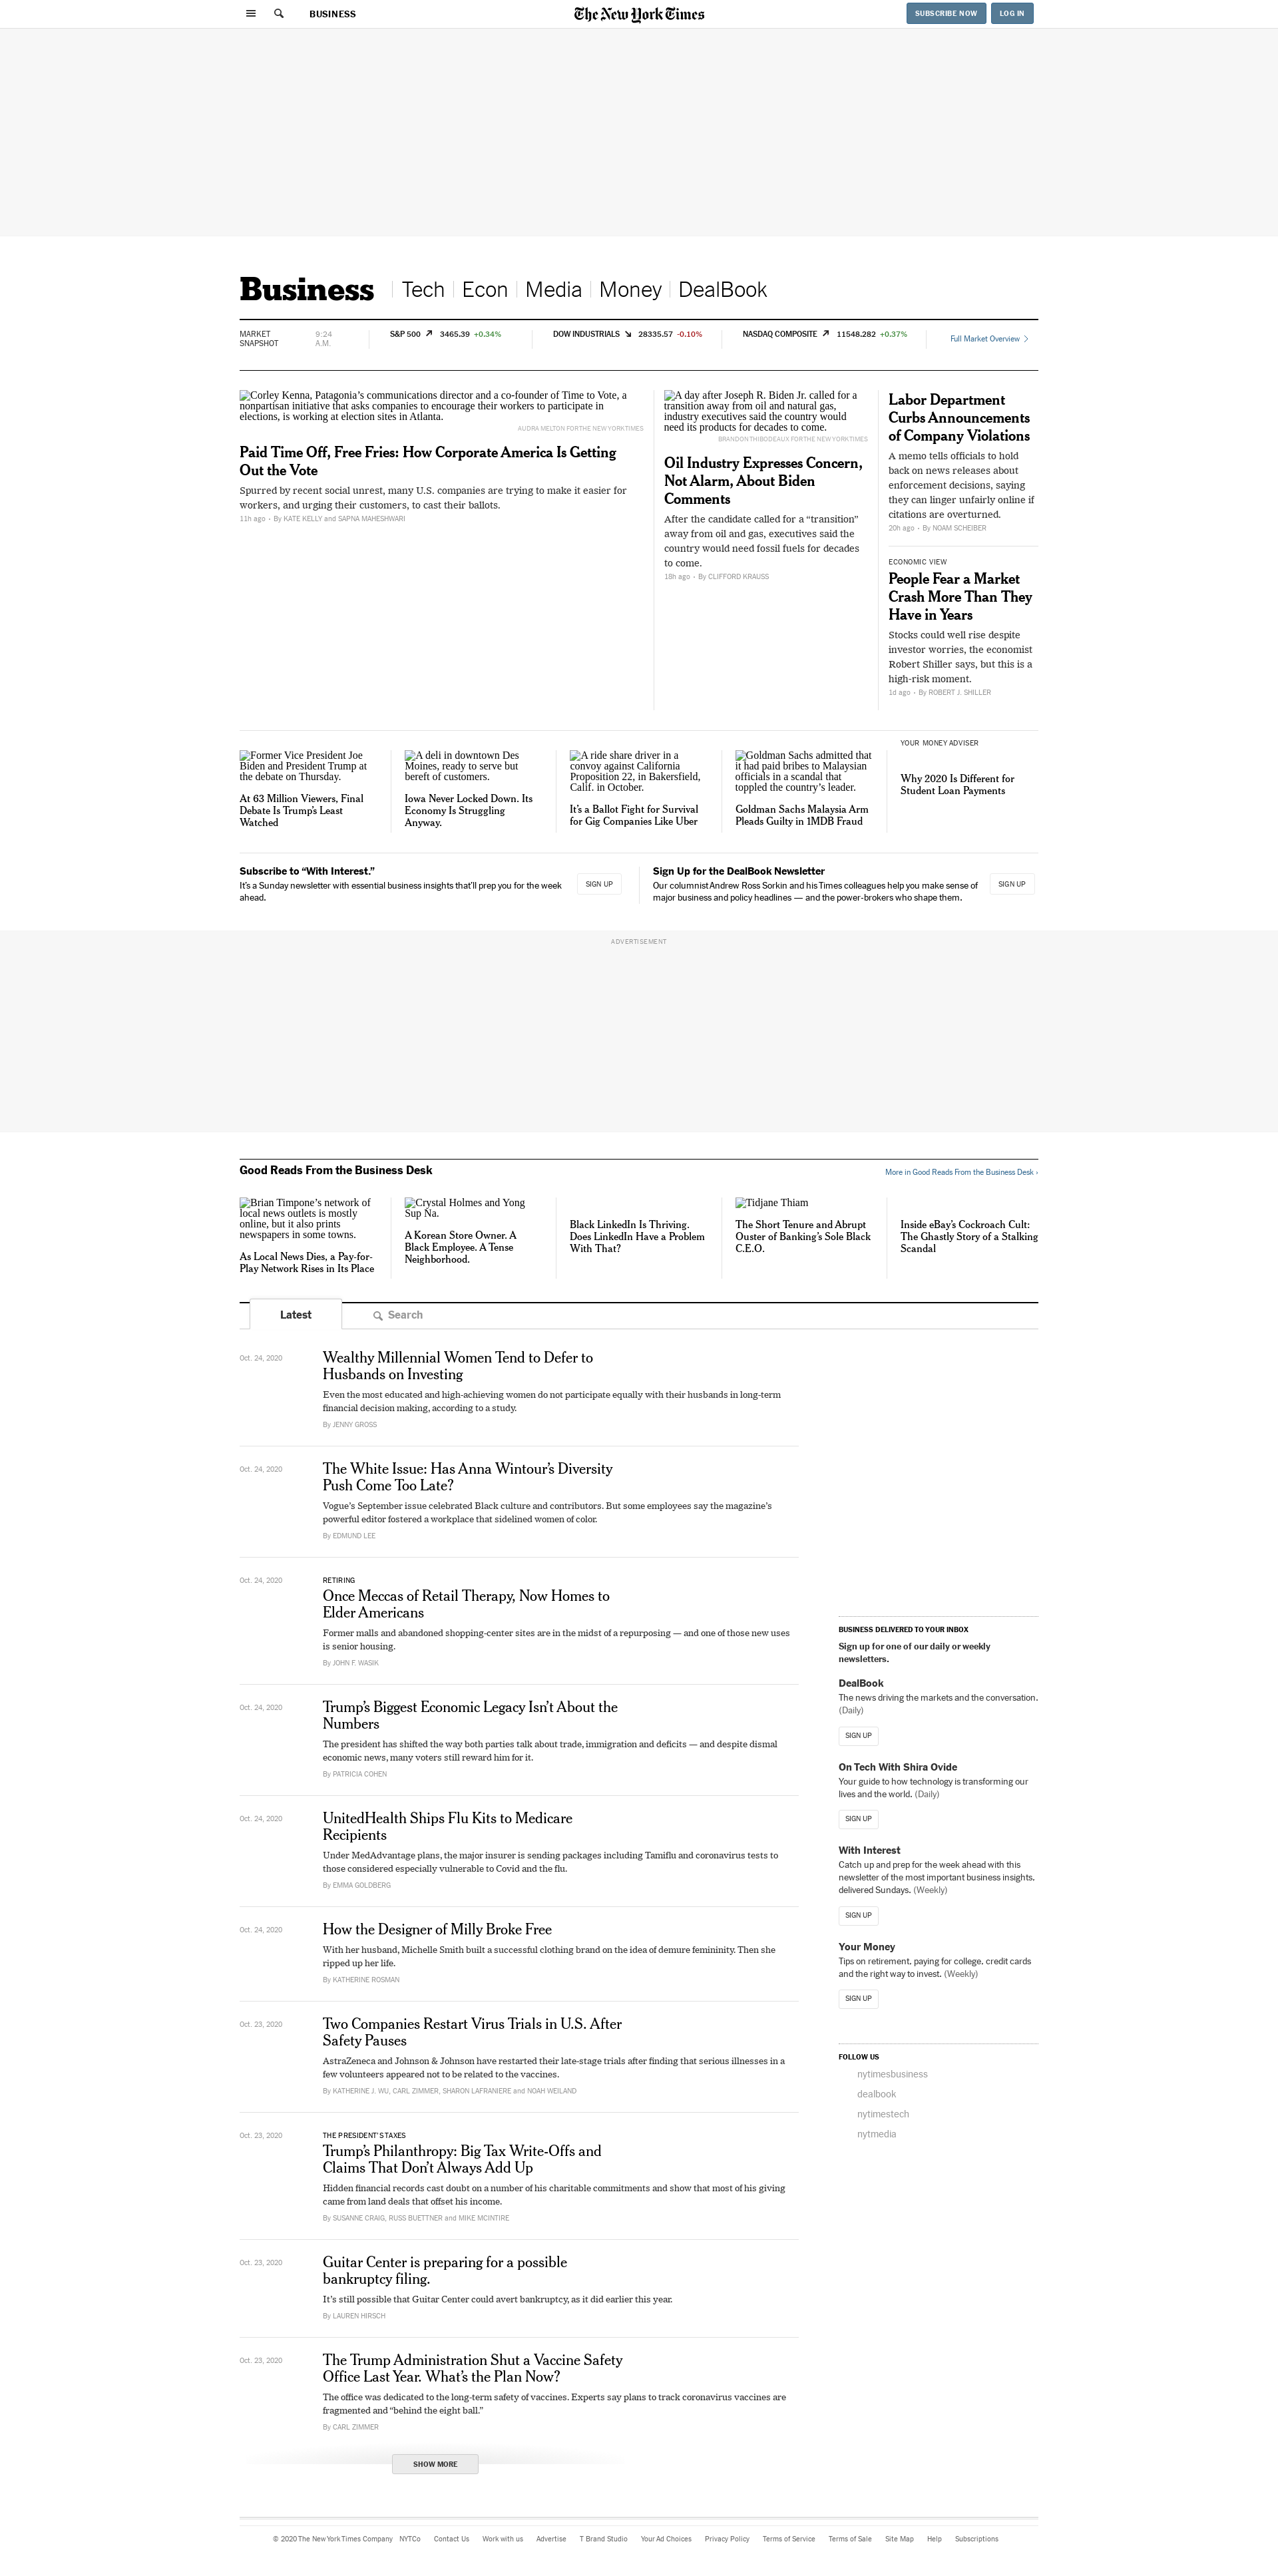 BUSINESS
The New York Times
SUBSCRIBE NOW
LOG IN
Business
Tech
Econ
Media
Money
DealBook
MARKET
SNAPSHOT
9:24
A.M.
S&P 500 3465.39 +0.34%
DOW INDUSTRIALS 28335.57 -0.10%
NASDAQ COMPOSITE 11548.282 +0.37%
Full Market Overview
Corley Kenna, Patagonia's communications director and a co-founder of Time to Vote, a
nonpartisan initiative that asks companies to encourage their workers to participate in
elections, is working at election sites in Atlanta.
AUDRA MELTON FOR THE NEW YORK TIMES
Paid Time Off, Free Fries: How Corporate America Is Getting
Out the Vote
Spurred by recent social unrest, many U.S. companies are trying to make it easier for
workers, and urging their customers, to cast their ballots.
11h ago • By KATE KELLY and SAPNA MAHESHWARI
A day after Joseph R. Biden Jr. called for a
transition away from oil and natural gas,
industry executives said the country would
need its products for decades to come.
BRANDON THIBODEAUX FOR THE NEW YORK TIMES
Oil Industry Expresses Concern,
Not Alarm, About Biden
Comments
After the candidate called for a “transition”
away from oil and gas, executives said the
country would need fossil fuels for decades
to come.
18h ago • By CLIFFORD KRAUSS
Labor Department
Curbs Announcements
of Company Violations
A memo tells officials to hold
back on news releases about
enforcement decisions, saying
they can linger unfairly online if
citations are overturned.
20h ago • By NOAM SCHEIBER
ECONOMIC VIEW
People Fear a Market
Crash More Than They
Have in Years
Stocks could well rise despite
investor worries, the economist
Robert Shiller says, but this is a
high-risk moment.
1d ago • By ROBERT J. SHILLER
Former Vice President Joe
Biden and President Trump at
the debate on Thursday.
At 63 Million Viewers, Final
Debate Is Trump’s Least
Watched
A deli in downtown Des
Moines, ready to serve but
bereft of customers.
Iowa Never Locked Down. Its
Economy Is Struggling
Anyway.
A ride share driver in a
convoy against California
Proposition 22, in Bakersfield,
Calif. in October.
It’s a Ballot Fight for Survival
for Gig Companies Like Uber
Goldman Sachs admitted that
it had paid bribes to Malaysian
officials in a scandal that
toppled the country’s leader.
Goldman Sachs Malaysia Arm
Pleads Guilty in 1MDB Fraud
YOUR MONEY ADVISER
Why 2020 Is Different for
Student Loan Payments
Subscribe to “With Interest.”
It’s a Sunday newsletter with essential business insights that’ll prep you for the week
ahead.
SIGN UP
Sign Up for the DealBook Newsletter
Our columnist Andrew Ross Sorkin and his Times colleagues help you make sense of
major business and policy headlines — and the power-brokers who shape them.
SIGN UP
ADVERTISEMENT
Good Reads From the Business Desk
More in Good Reads From the Business Desk ›
Brian Timpone’s network of
local news outlets is mostly
online, but it also prints
newspapers in some towns.
As Local News Dies, a Pay-for-
Play Network Rises in Its Place
Crystal Holmes and Yong
Sup Na.
A Korean Store Owner. A
Black Employee. A Tense
Neighborhood.
Black LinkedIn Is Thriving.
Does LinkedIn Have a Problem
With That?
Tidjane Thiam
The Short Tenure and Abrupt
Ouster of Banking’s Sole Black
C.E.O.
Inside eBay’s Cockroach Cult:
The Ghastly Story of a Stalking
Scandal
Latest
Search
Oct. 24, 2020
Wealthy Millennial Women Tend to Defer to
Husbands on Investing
Even the most educated and high-achieving women do not participate equally with their husbands in long-term
financial decision making, according to a study.
By JENNY GROSS
Oct. 24, 2020
The White Issue: Has Anna Wintour’s Diversity
Push Come Too Late?
Vogue’s September issue celebrated Black culture and contributors. But some employees say the magazine’s
powerful editor fostered a workplace that sidelined women of color.
By EDMUND LEE
Oct. 24, 2020
RETIRING
Once Meccas of Retail Therapy, Now Homes to
Elder Americans
Former malls and abandoned shopping-center sites are in the midst of a repurposing — and one of those new uses
is senior housing.
By JOHN F. WASIK
Oct. 24, 2020
Trump’s Biggest Economic Legacy Isn’t About the
Numbers
The president has shifted the way both parties talk about trade, immigration and deficits — and despite dismal
economic news, many voters still reward him for it.
By PATRICIA COHEN
Oct. 24, 2020
UnitedHealth Ships Flu Kits to Medicare
Recipients
Under MedAdvantage plans, the major insurer is sending packages including Tamiflu and coronavirus tests to
those considered especially vulnerable to Covid and the flu.
By EMMA GOLDBERG
Oct. 24, 2020
How the Designer of Milly Broke Free
With her husband, Michelle Smith built a successful clothing brand on the idea of demure femininity. Then she
ripped up her life.
By KATHERINE ROSMAN
Oct. 23, 2020
Two Companies Restart Virus Trials in U.S. After
Safety Pauses
AstraZeneca and Johnson & Johnson have restarted their late-stage trials after finding that serious illnesses in a
few volunteers appeared not to be related to the vaccines.
By KATHERINE J. WU, CARL ZIMMER, SHARON LAFRANIERE and NOAH WEILAND
Oct. 23, 2020
THE PRESIDENT’S TAXES
Trump’s Philanthropy: Big Tax Write-Offs and
Claims That Don’t Always Add Up
Hidden financial records cast doubt on a number of his charitable commitments and show that most of his giving
came from land deals that offset his income.
By SUSANNE CRAIG, RUSS BUETTNER and MIKE MCINTIRE
Oct. 23, 2020
Guitar Center is preparing for a possible
bankruptcy filing.
It’s still possible that Guitar Center could avert bankruptcy, as it did earlier this year.
By LAUREN HIRSCH
Oct. 23, 2020
The Trump Administration Shut a Vaccine Safety
Office Last Year. What’s the Plan Now?
The office was dedicated to the long-term safety of vaccines. Experts say plans to track coronavirus vaccines are
fragmented and “behind the eight ball.”
By CARL ZIMMER
SHOW MORE
BUSINESS DELIVERED TO YOUR INBOX
Sign up for one of our daily or weekly
newsletters.
DealBook
The news driving the markets and the conversation.
(Daily)
SIGN UP
On Tech With Shira Ovide
Your guide to how technology is transforming our
lives and the world. (Daily)
SIGN UP
With Interest
Catch up and prep for the week ahead with this
newsletter of the most important business insights,
delivered Sundays. (Weekly)
SIGN UP
Your Money
Tips on retirement, paying for college, credit cards
and the right way to invest. (Weekly)
SIGN UP
FOLLOW US
nytimesbusiness
dealbook
nytimestech
nytmedia
© 2020 The New York Times Company NYTCo Contact Us Work with us Advertise T Brand Studio Your Ad Choices Privacy Policy Terms of Service Terms of Sale Site Map Help Subscriptions